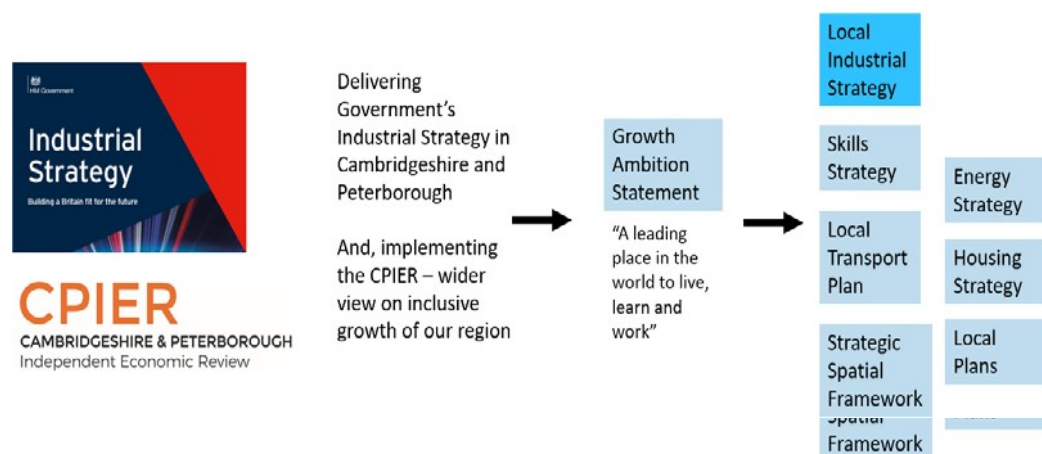 HM Government
Industrial
Strategy
Building a Britain fit for the future
CPIER
CAMBRIDGESHIRE & PETERBOROUGH
Independent Economic Review
Delivering
Government's
Industrial Strategy in
Cambridgeshire and
Peterborough
And, implementing
the CPIER – wider
view on inclusive
growth of our region
Growth
Ambition
Statement
"A leading
place in the
world to live,
learn and
work"
Local
Industrial
Strategy
Skills
Strategy
Local
Transport
Plan
Strategic
Spatial
Framework
Spatial
Framework
Energy
Strategy
Housing
Strategy
Local
Plans